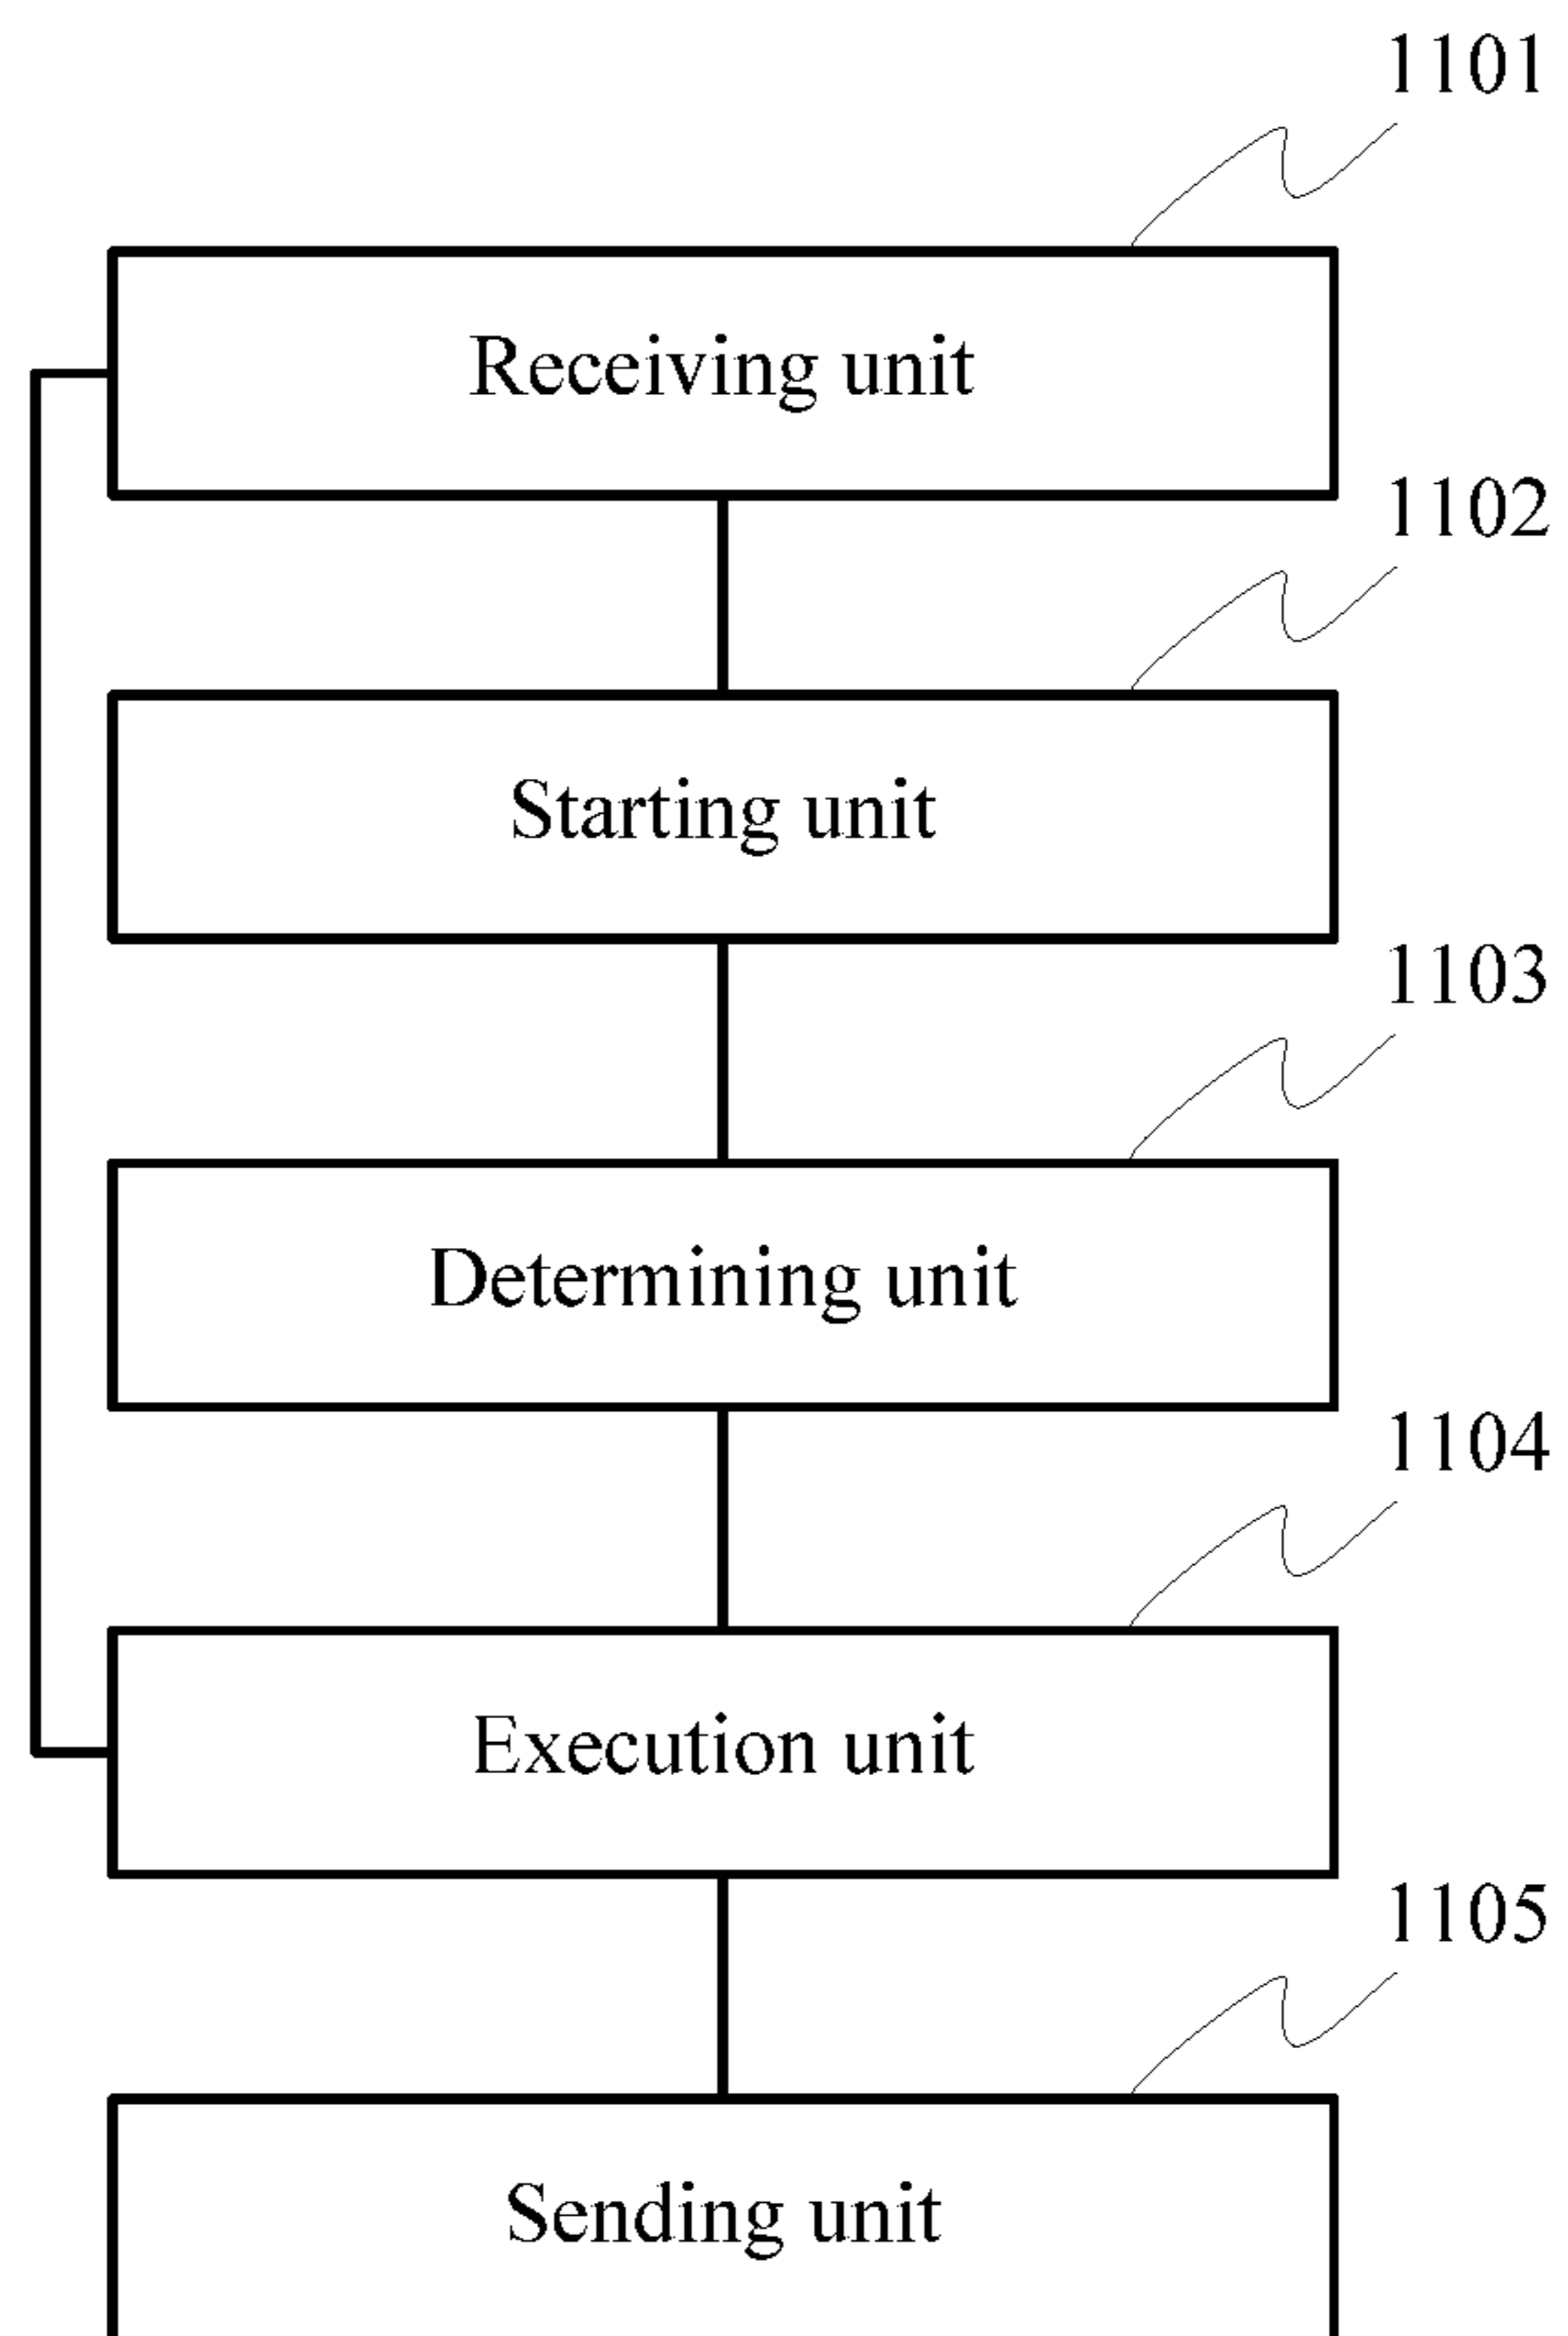 1101
Receiving unit
1102
Starting unit
1103
Determining unit
1104
Execution unit
1105
Sending unit